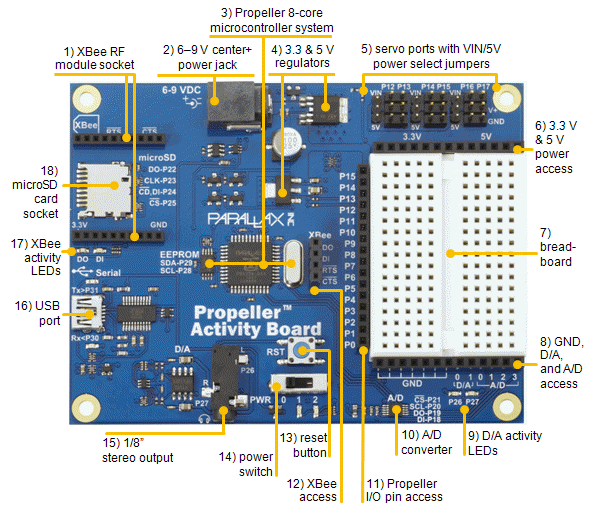 3) Propeller 8-core
microcontroller system
1) XBee RF
module socket
2) 6–9 V center+
power jack
4) 3.3 & 5 V
regulators
5) servo ports with VIN/5V
power select jumpers
6-9 VDC
P12 P13
P14 P15
P16 P17
VIN
VIN
VIN
V+
GND
5V
5V
5V
XBee
RTS
CTS
3.3V
5V
6) 3.3 V
& 5 V
power
access
microSD
DO-P22
CLK-P23
CD,DI-P24
CS-P25
18)
microSD
card
socket
P15
P14
P13
P12
P11
P10
P9
P8
P7
P6
P5
P4
P3
P2
P1
P0
3.3V
GND
PARALLAX INC
XBee
DO
DI
RTS
CTS
7)
bread-
board
17) XBee
activity
LEDs
DO DI
Serial
EEPROM
SDA-P29
SCL-P28
Tx>P31
16) USB
port
Rx<P30
Propeller™
Activity Board
8) GND,
D/A,
and A/D
access
D/A
L
P26
R
P27
RST
PWR
0 1 2
GND
0 1 0 1 2 3
D/A
A/D
P26 P27
A/D
CS-P21
SCL-P20
DO-P19
DI-P18
15) 1/8”
stereo output
14) power
switch
13) reset
button
12) XBee
access
11) Propeller
I/O pin access
10) A/D
converter
9) D/A activity
LEDs